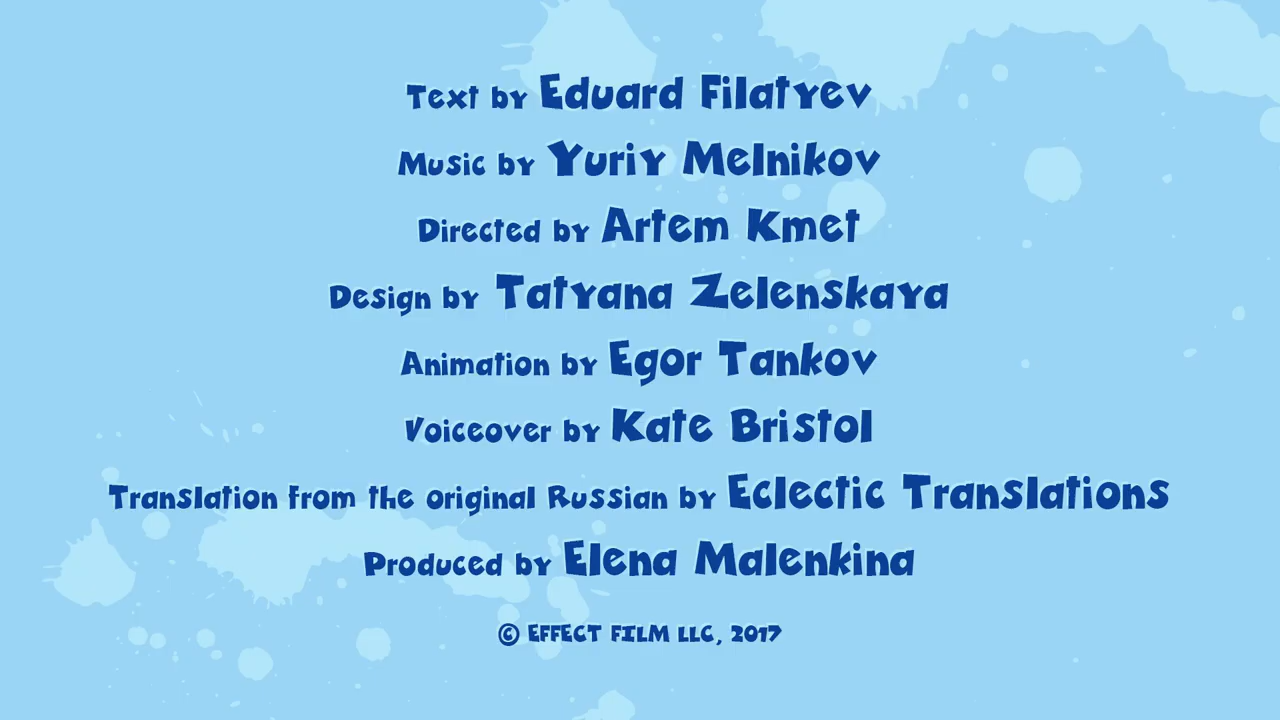 Text by Eduard Filatyev
Music by Yuriy Melnikov
Directed by Artem Kmet
Design by Tatyana Zelenskaya
Animation by Egor Tankov
Voiceover by Kate Bristol
Translation from the original Russian by Eclectic Translations
Produced by Elena Malenkina
© EFFECT FILM LLC, 2017